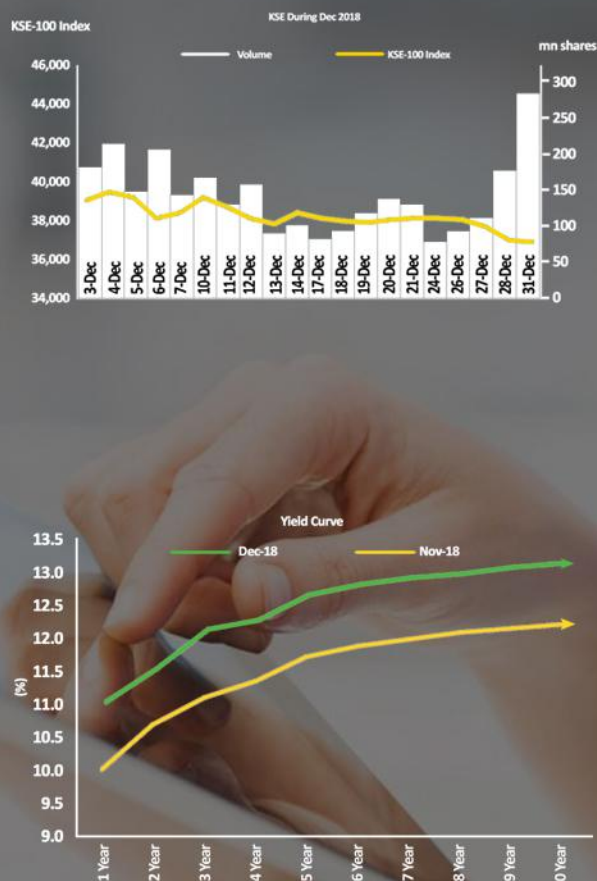 KSE During Dec 2018
KSE-100 Index
mn shares
Volume
KSE-100 Index
46,000
44,000
42,000
40,000
38,000
36,000
34,000
300
250
200
150
100
50
0
3-Dec
4-Dec
5-Dec
6-Dec
7-Dec
10-Dec
11-Dec
12-Dec
13-Dec
14-Dec
17-Dec
18-Dec
19-Dec
20-Dec
21-Dec
24-Dec
26-Dec
27-Dec
28-Dec
31-Dec
Yield Curve
Dec-18
Nov-18
13.5
13.0
12.5
12.0
11.5
11.0
10.5
10.0
9.5
9.0
(%)
1 Year
2 Year
3 Year
4 Year
5 Year
6 Year
7 Year
8 Year
9 Year
0 Year